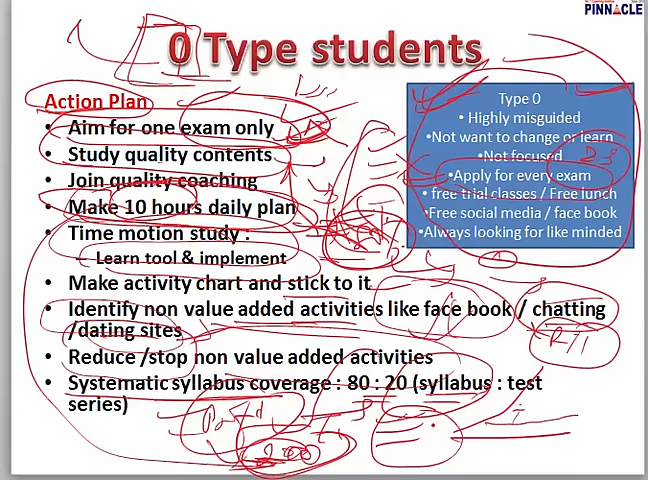 PINNACLE
0 Type students
Action Plan
• Aim for one exam only
• Study quality contents
• Join quality coaching
• Make 10 hours daily plan
• Time motion study :
– Learn tool & implement
• Make activity chart and stick to it
• Identify non value added activities like face book / chatting
/dating sites
• Reduce /stop non value added activities
• Systematic syllabus coverage : 80 : 20 (syllabus : test
series)
Type 0
• Highly misguided
•Not want to change or learn
•Not focused
•Apply for every exam
• free trial classes / Free lunch
•Free social media / face book
•Always looking for like minded